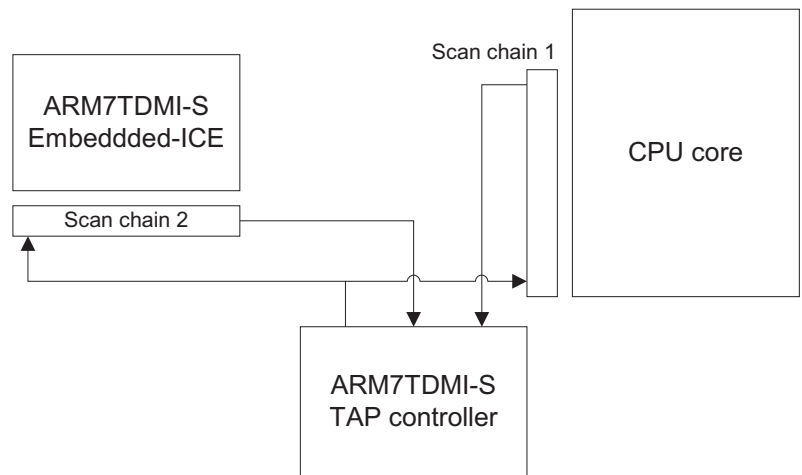 Scan chain 1
ARM7TDMI-S
Embeddded-ICE
CPU core
Scan chain 2
ARM7TDMI-S
TAP controller